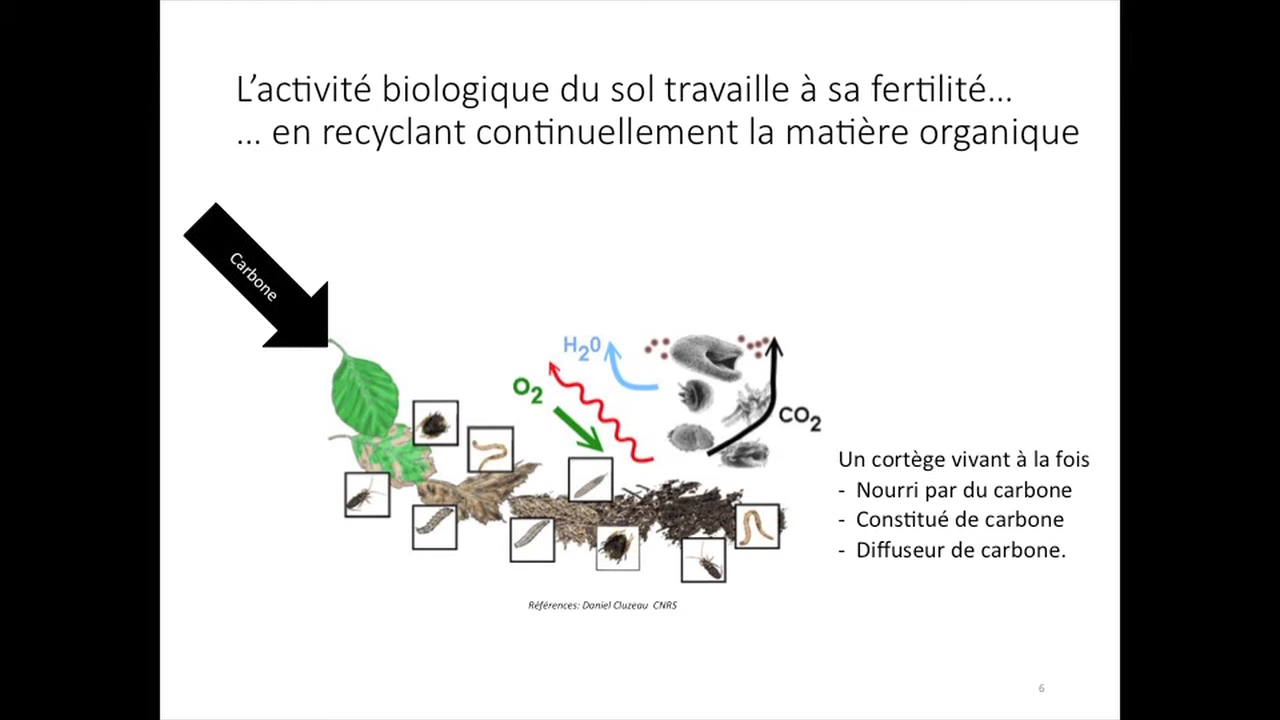 L’activité biologique du sol travaille à sa fertilité…
… en recyclant continuellement la matière organique
Carbone
H20
O2
CO2
Un cortège vivant à la fois
- Nourri par du carbone
- Constitué de carbone
- Diffuseur de carbone.
Références: Daniel Cluzeau CNRS
6